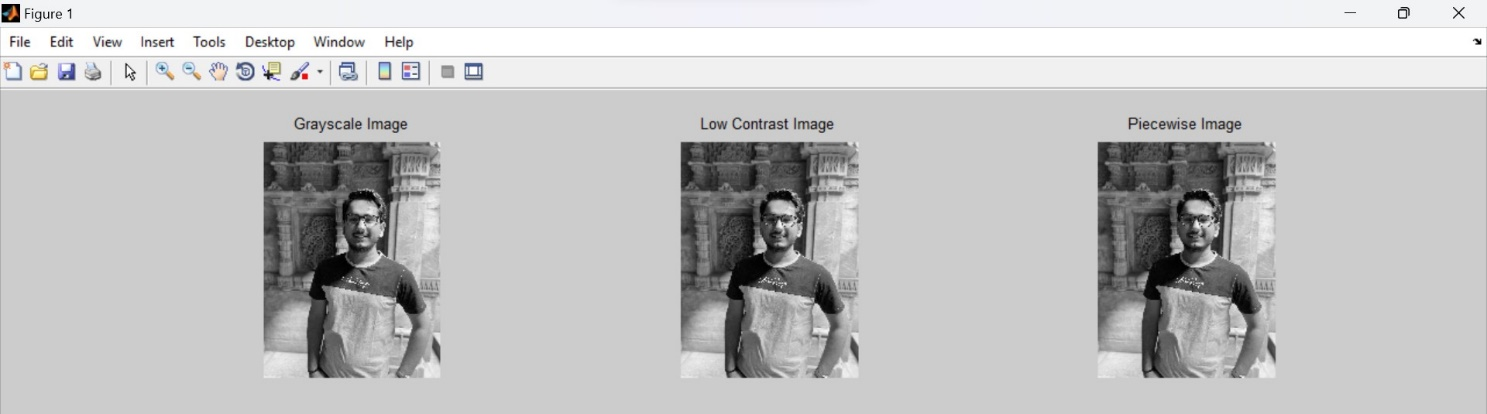 Figure 1
File Edit View Insert Tools Desktop Window Help
Grayscale Image Low Contrast Image Piecewise Image